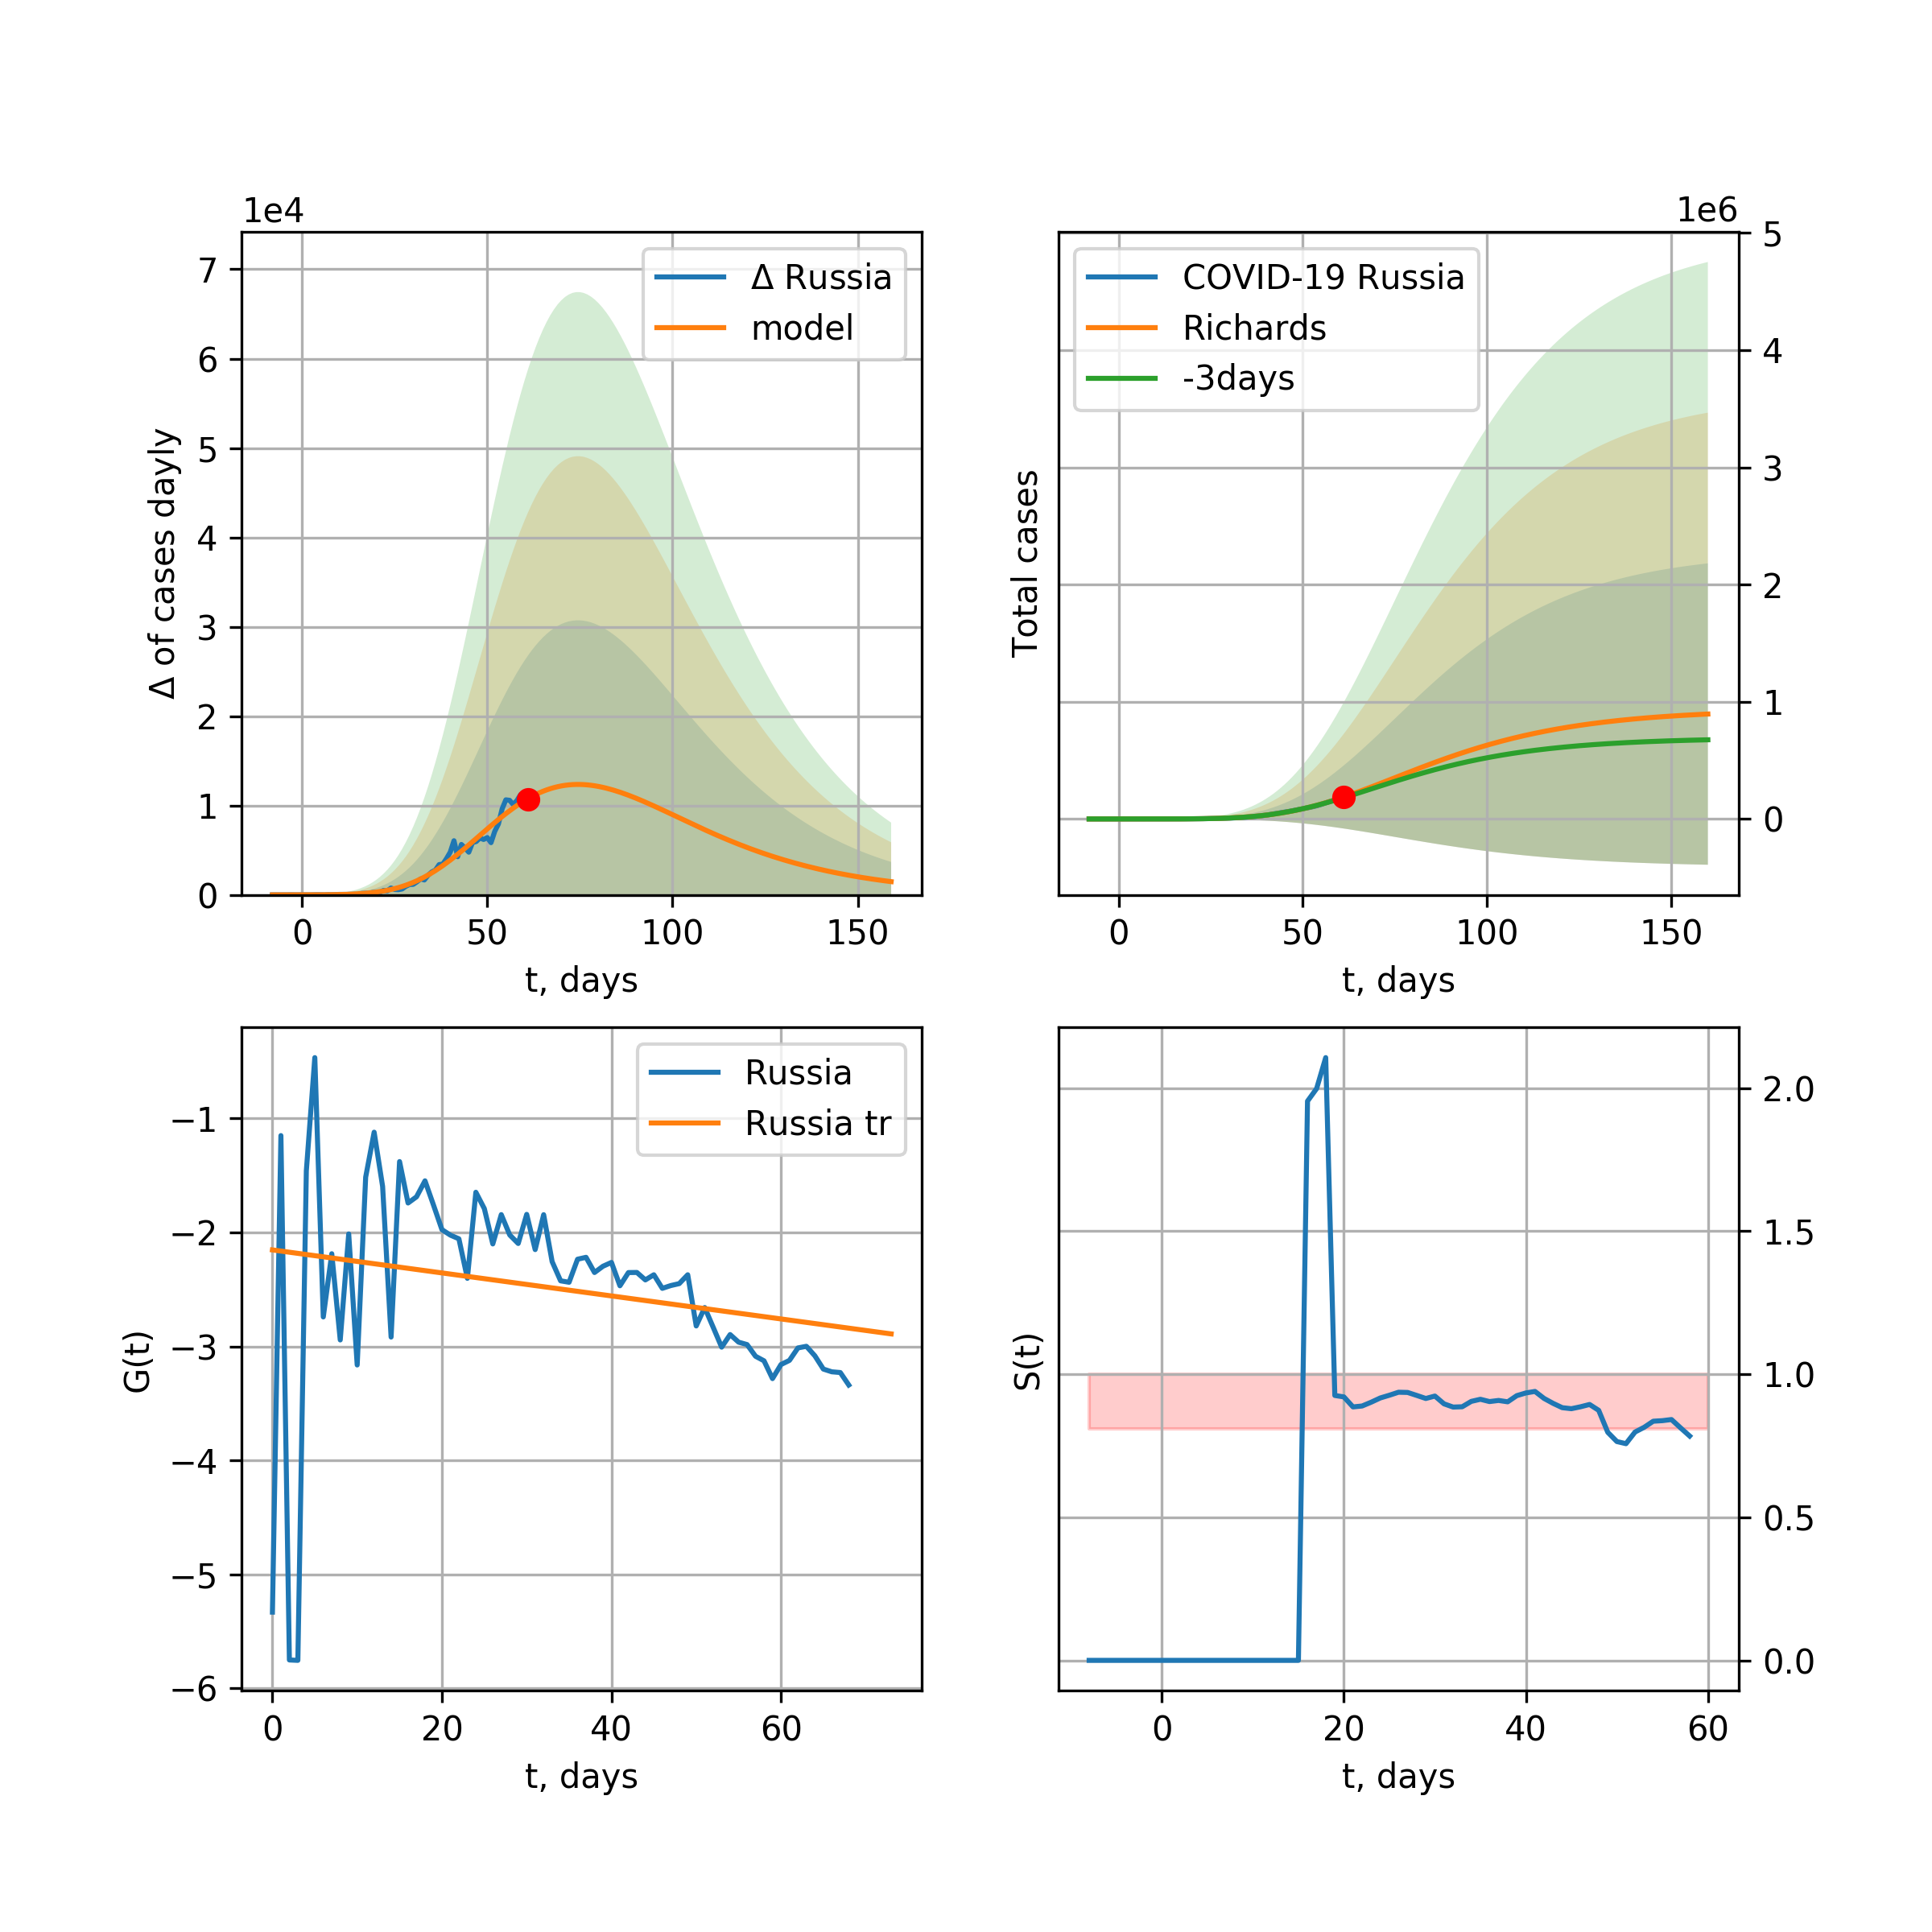 1e4
7
6
5
4
3
2
1
0
Δ of cases dayly
Δ Russia
model
0 50 100 150
t, days
1e6
5
4
3
2
1
0
Total cases
COVID-19 Russia
Richards
-3days
0 50 100 150
t, days
−1
−2
−3
−4
−5
−6
G(t)
Russia
Russia tr
0 20 40 60
t, days
2.0
1.5
1.0
0.5
0.0
S(t)
0 20 40 60
t, days